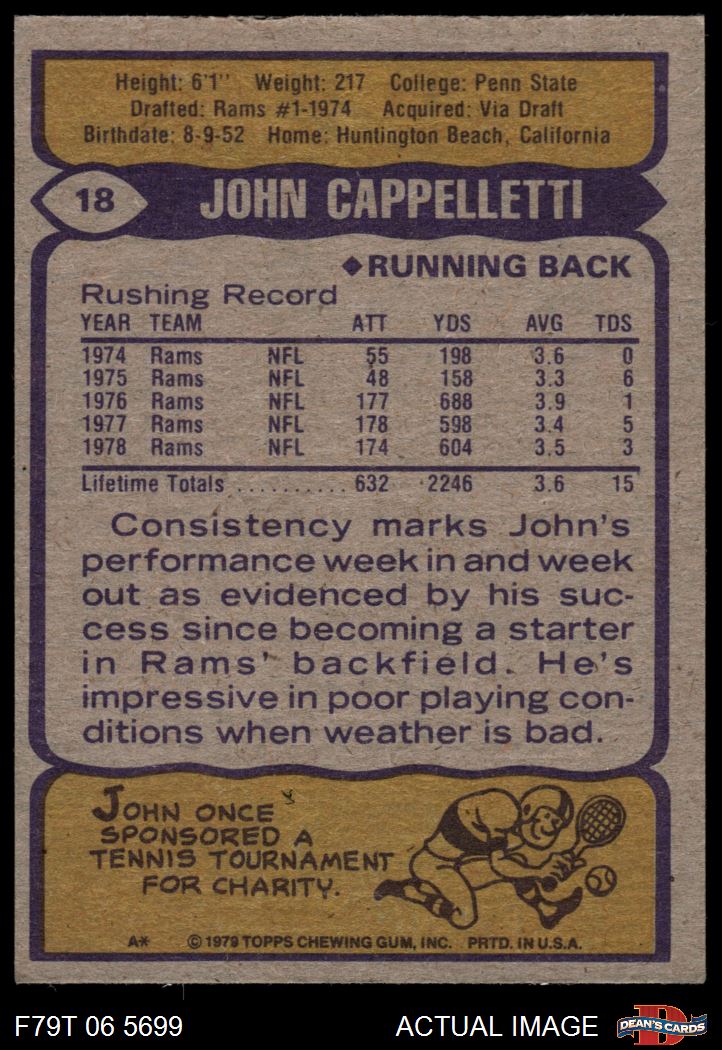 Height: 6'1" Weight: 217 College: Penn State
Drafted: Rams #1-1974 Acquired: Via Draft
Birthdate: 8-9-52 Home: Huntington Beach, California
18 JOHN CAPPELLETTI
◆RUNNING BACK
Rushing Record
YEAR TEAM ATT YDS AVG TDS
1974 Rams NFL 55 198 3.6 0
1975 Rams NFL 48 158 3.3 6
1976 Rams NFL 177 688 3.9 1
1977 Rams NFL 178 598 3.4 5
1978 Rams NFL 174 604 3.5 3
Lifetime Totals .......... 632 2246 3.6 15
Consistency marks John's
performance week in and week
out as evidenced by his suc-
cess since becoming a starter
in Rams' backfield. He's
impressive in poor playing con-
ditions when weather is bad.
JOHN ONCE
SPONSORED A
TENNIS TOURNAMENT
FOR CHARITY.
A* © 1979 TOPPS CHEWING GUM, INC. PRTD. IN U.S.A.
F79T 06 5699 ACTUAL IMAGE D DEAN'S CARDS